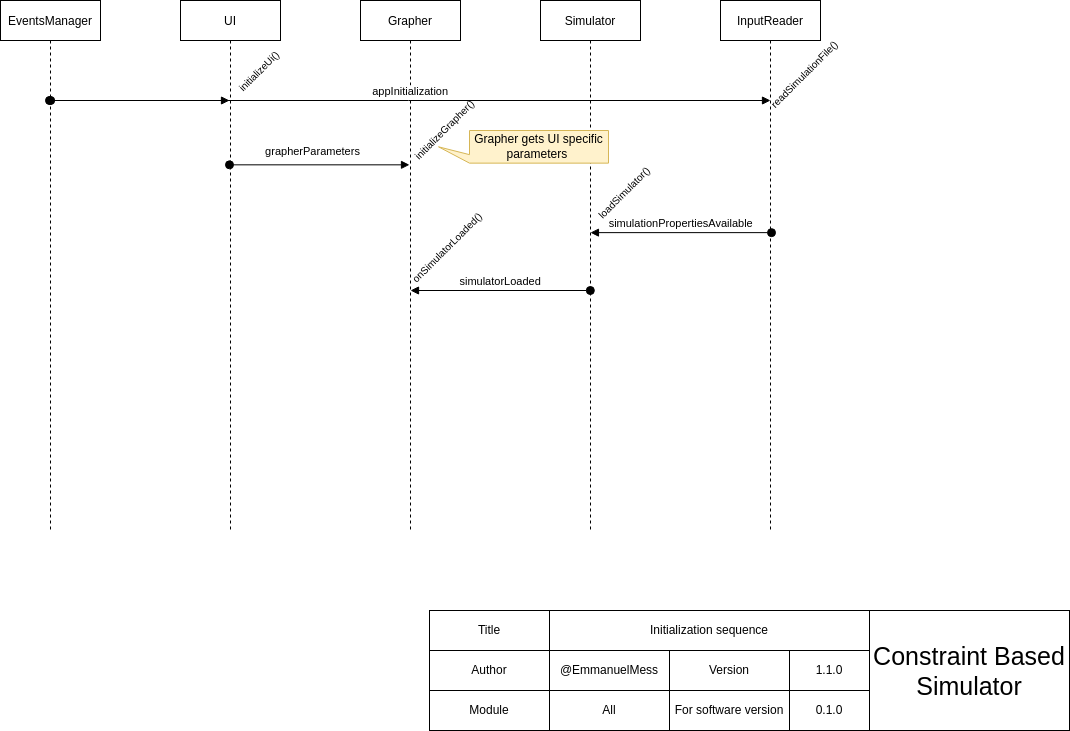 EventsManager
UI
Grapher
Simulator
InputReader
initializeUi()
readSimulationFile()
appInitialization
initializeGrapher()
Grapher gets UI specific
parameters
grapherParameters
loadSimulator()
simulationPropertiesAvailable
onSimulatorLoaded()
simulatorLoaded
Title
Initialization sequence
Author
@EmmanuelMess
Version
1.1.0
Module
All
For software version
0.1.0
Constraint Based
Simulator